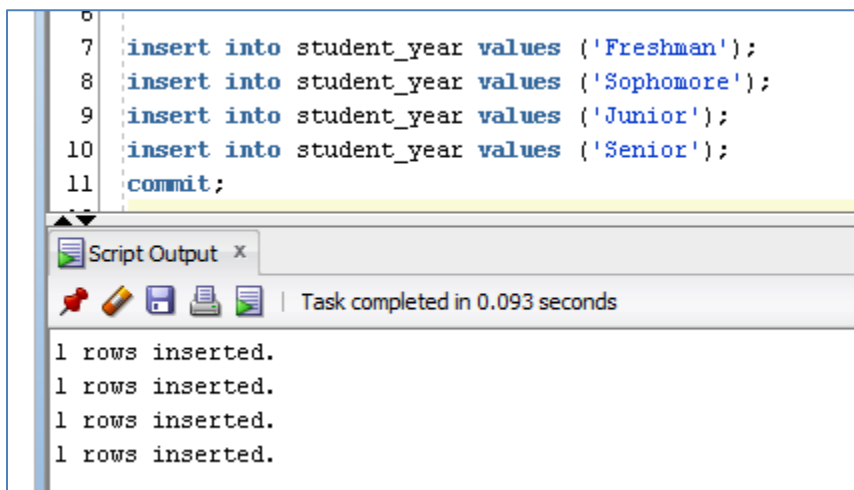 6
7 insert into student_year values ('Freshman');
8 insert into student_year values ('Sophomore');
9 insert into student_year values ('Junior');
10 insert into student_year values ('Senior');
11 commit;
Script Output x
Task completed in 0.093 seconds
1 rows inserted.
1 rows inserted.
1 rows inserted.
1 rows inserted.